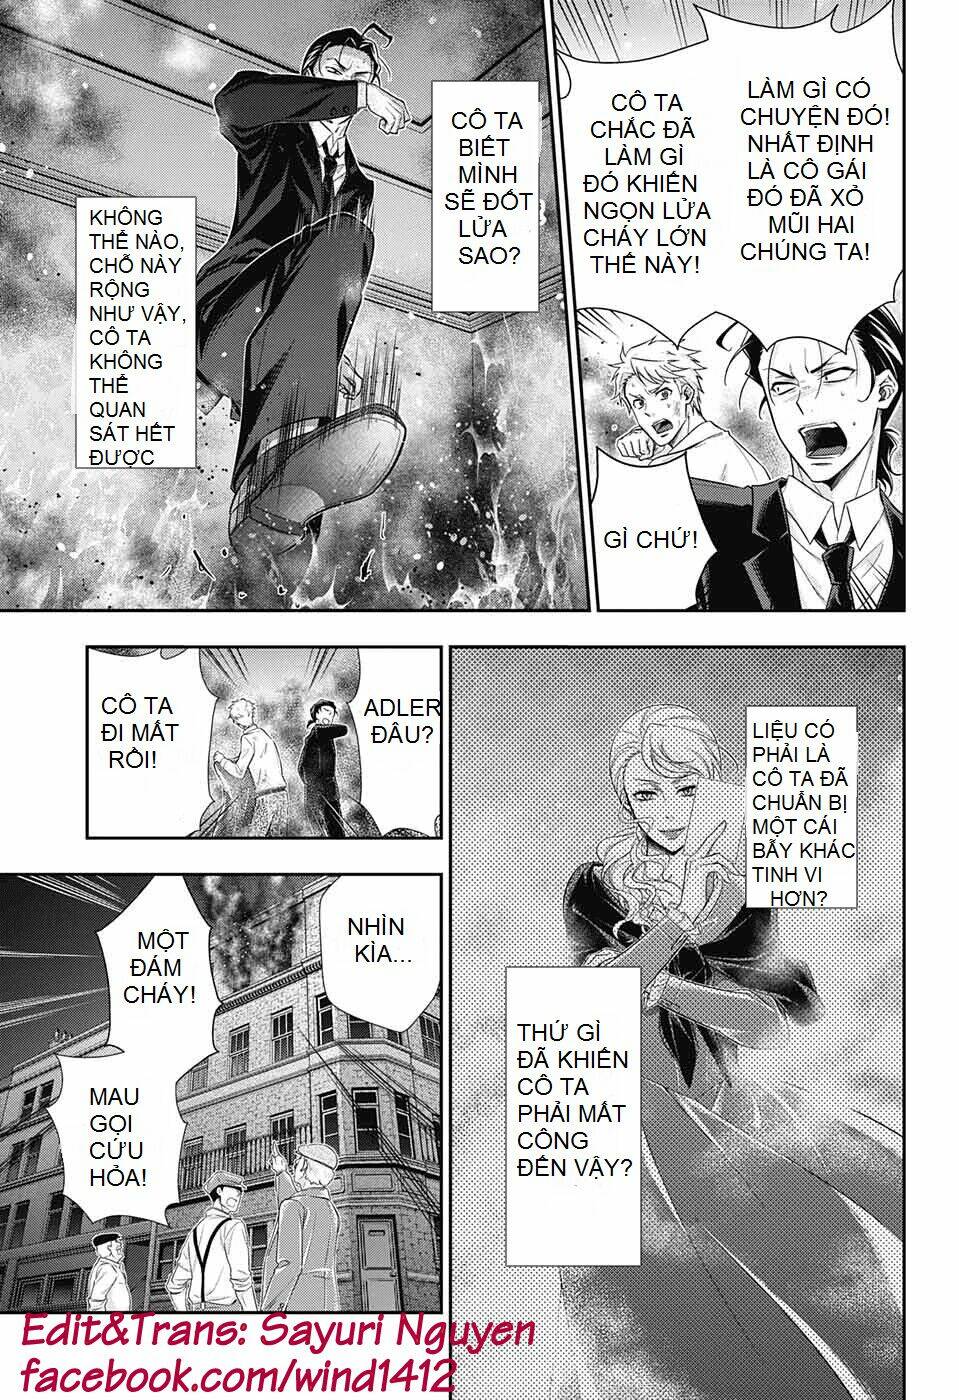 LÀM GÌ CÓ
CHUYỆN ĐÓ!
NHẤT ĐỊNH
LÀ CÔ GÁI
ĐÓ ĐÃ XỎ
MŨI HAI
CHÚNG TA!
CÔ TA
CHẮC ĐÃ
LÀM GÌ
ĐÓ KHIẾN
NGỌN LỬA
CHÁY LỚN
THẾ NÀY!
GÌ CHỨ!
CÔ TA
BIẾT
MÌNH
SẼ ĐỐT
LỬA
SAO?
KHÔNG
THỂ NÀO,
CHỖ NÀY
RỘNG
NHƯ VẬY,
CÔ TA
KHÔNG
THỂ
QUAN
SÁT HẾT
ĐƯỢC
LIỆU CÓ
PHẢI LÀ
CÔ TA ĐÃ
CHUẨN BỊ
MỘT CÁI
BẪY KHÁC
TINH VI
HƠN?
THỨ GÌ
ĐÃ KHIẾN
CÔ TA
PHẢI MẤT
CÔNG
ĐẾN VẬY?
ADLER
ĐÂU?
CÔ TA
ĐI MẤT
RỒI!
NHÌN
KÌA...
MỘT
ĐÁM
CHÁY!
MAU
GỌI
CỨU
HỎA!
Edit&Trans: Sayuri Nguyen
facebook.com/wind1412